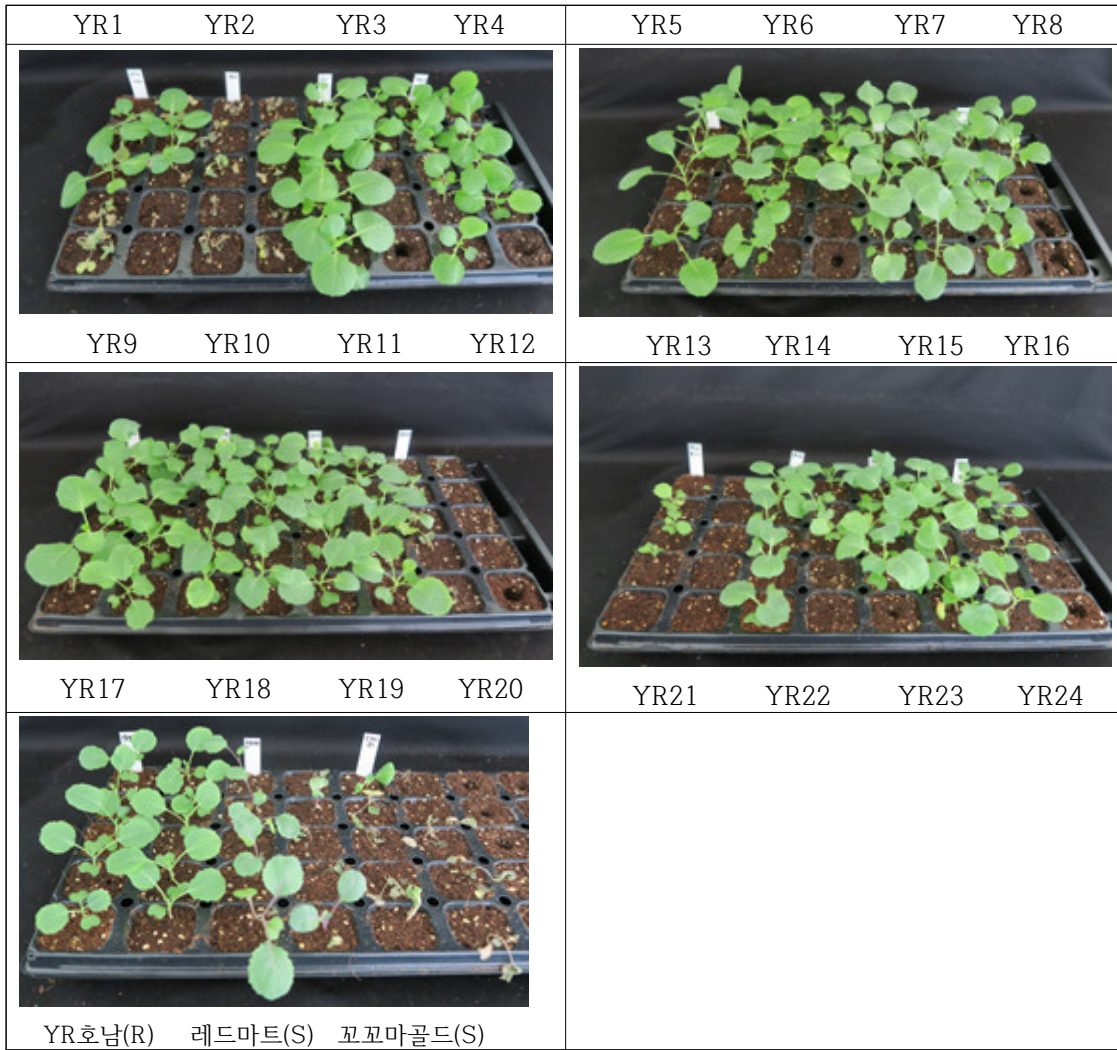 YR1 YR2 YR3 YR4
YR5 YR6 YR7 YR8
YR9 YR10 YR11 YR12
YR13 YR14 YR15 YR16
YR17 YR18 YR19 YR20
YR21 YR22 YR23 YR24
YR호남(R) 레드마트(S) 꼬꼬마골드(S)